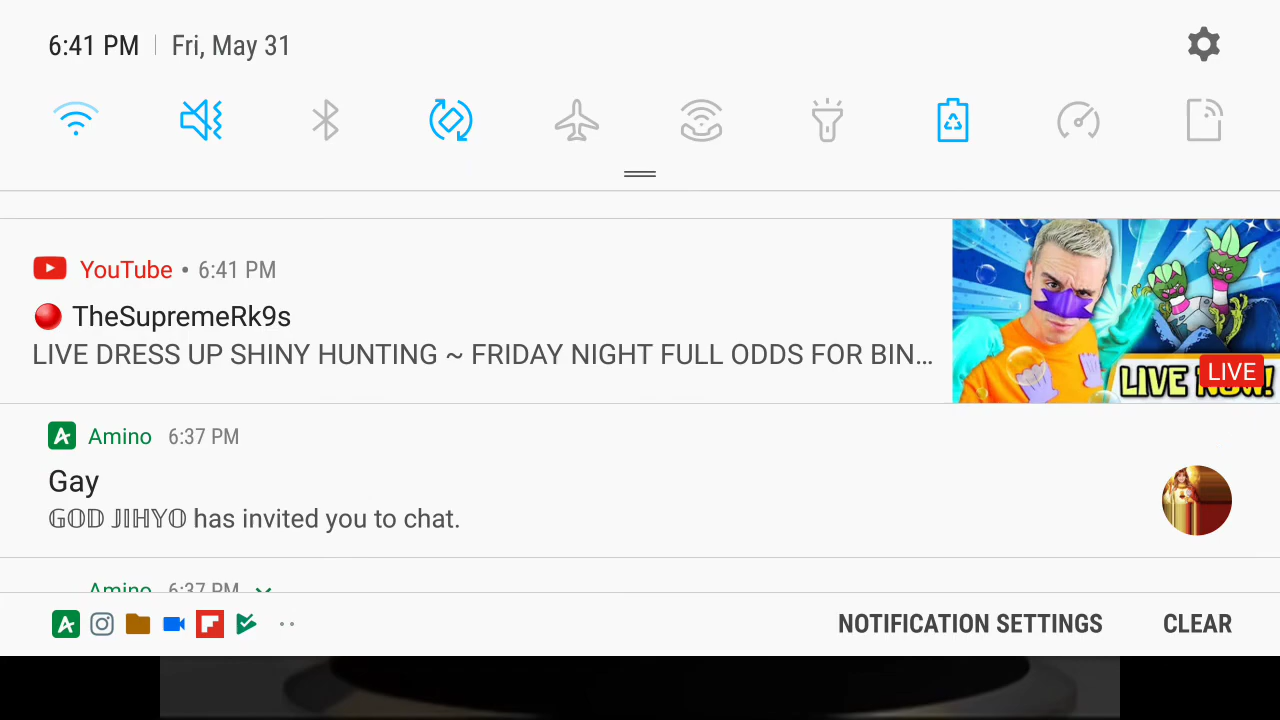 6:41 PM | Fri, May 31
YouTube • 6:41 PM
TheSupremeRk9s
LIVE DRESS UP SHINY HUNTING ~ FRIDAY NIGHT FULL ODDS FOR BIN...
LIVE NOW!
LIVE
Amino 6:37 PM
Gay
𝔾𝕆𝔻 𝕁𝕀ℍ𝕐𝕆 has invited you to chat.
Amino 6:37 PM
NOTIFICATION SETTINGS CLEAR